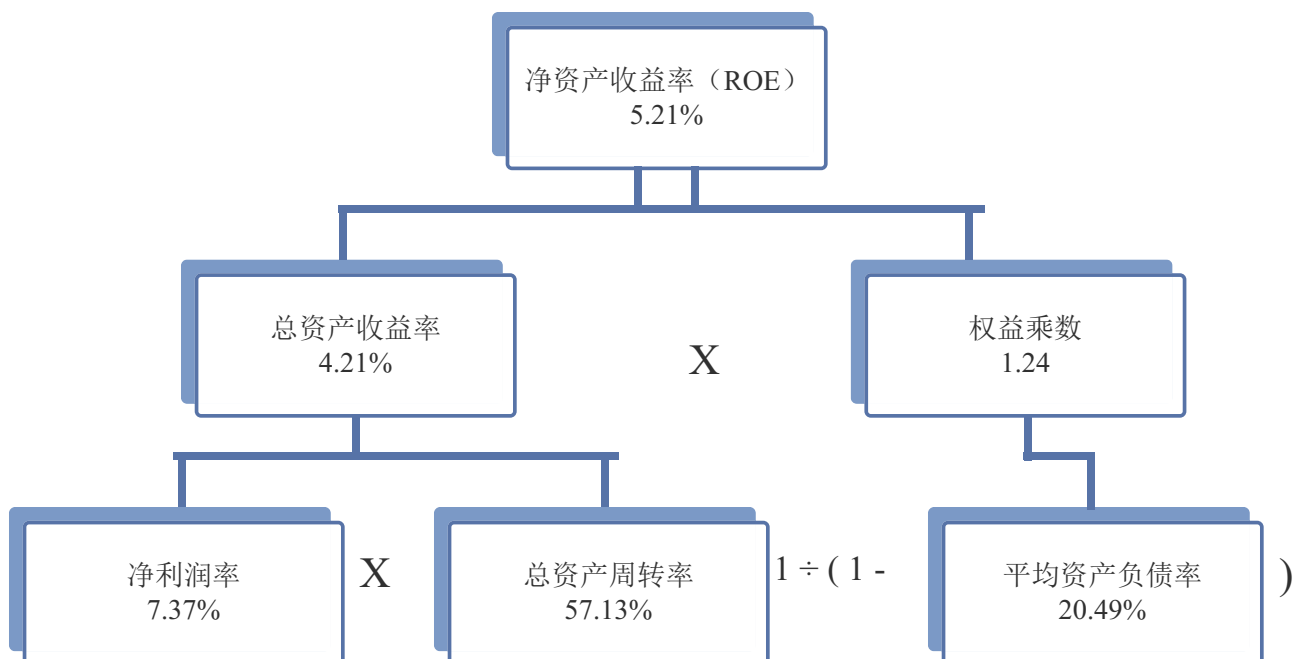 净资产收益率（ROE）
5.21%
总资产收益率
4.21%
X
权益乘数
1.24
净利润率
7.37%
X
总资产周转率
57.13%
1 ÷ ( 1 -
平均资产负债率
20.49%
)